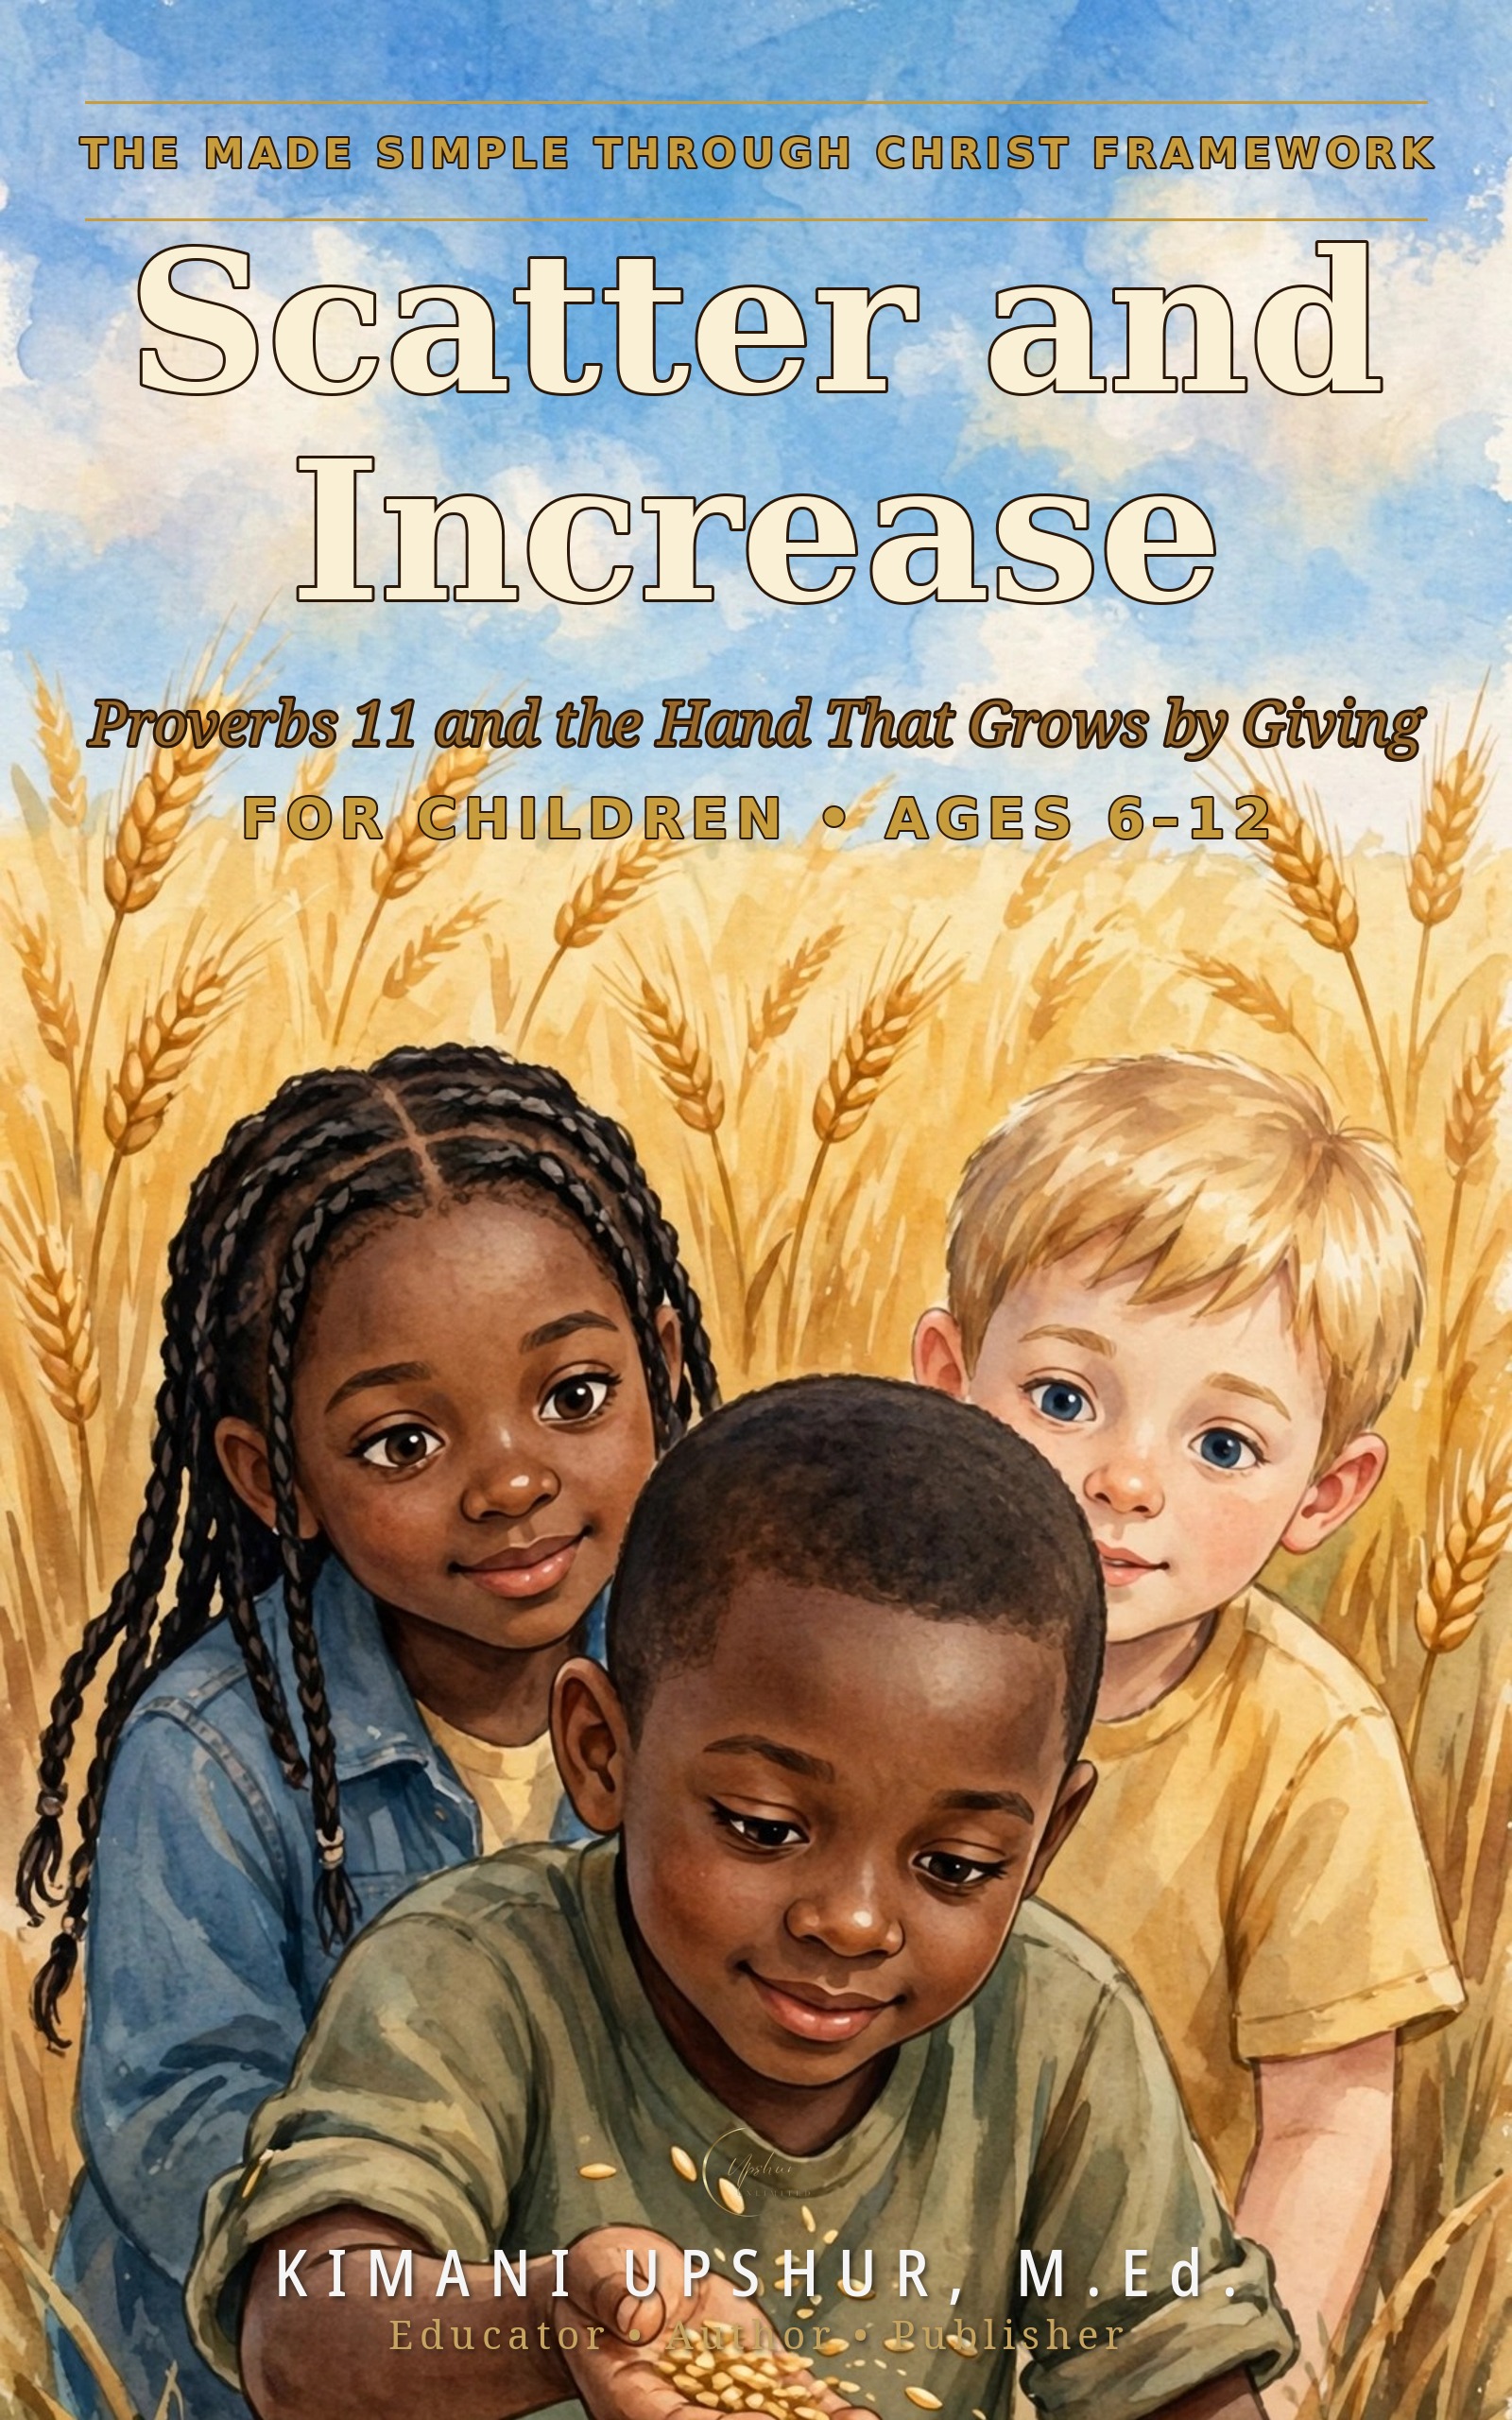 THE MADE SIMPLE THROUGH CHRIST FRAMEWORK
Scatter and
Increase
Proverbs 11 and the Hand That Grows by Giving
FOR CHILDREN • AGES 6–12
Upshur
KIMANI UPSHUR, M.Ed.
Educator • Author • Publisher